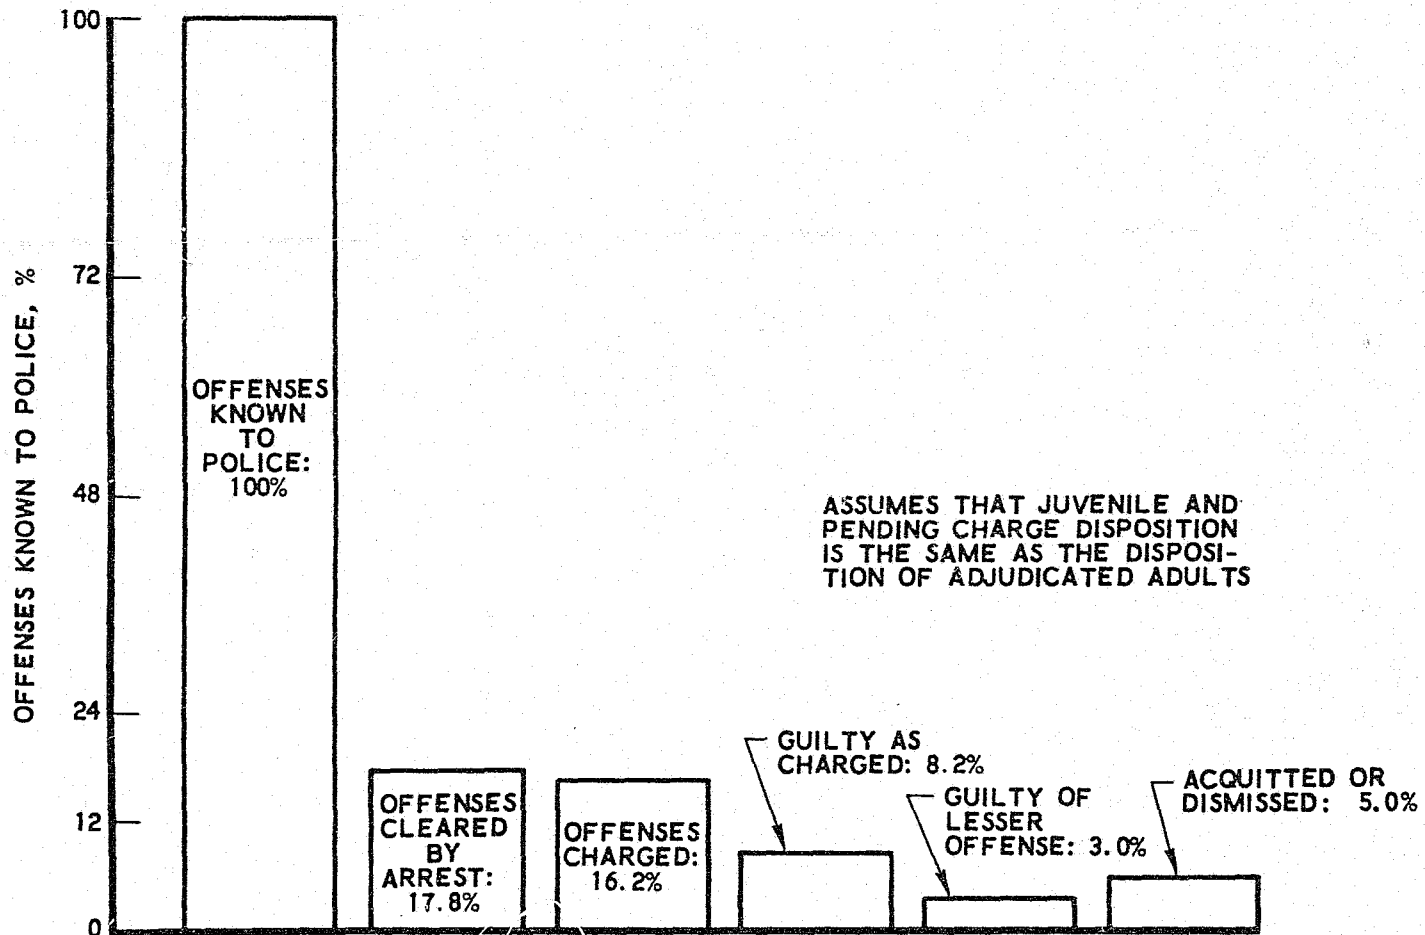 OFFENSES KNOWN TO POLICE, %
100
72
48
24
12
0
OFFENSES
KNOWN
TO
POLICE:
100%
OFFENSES
CLEARED
BY
ARREST:
17.8%
OFFENSES
CHARGED:
16.2%
GUILTY AS
CHARGED: 8.2%
GUILTY OF
LESSER
OFFENSE: 3.0%
ACQUITTED OR
DISMISSED: 5.0%
ASSUMES THAT JUVENILE AND
PENDING CHARGE DISPOSITION
IS THE SAME AS THE DISPOSI-
TION OF ADJUDICATED ADULTS